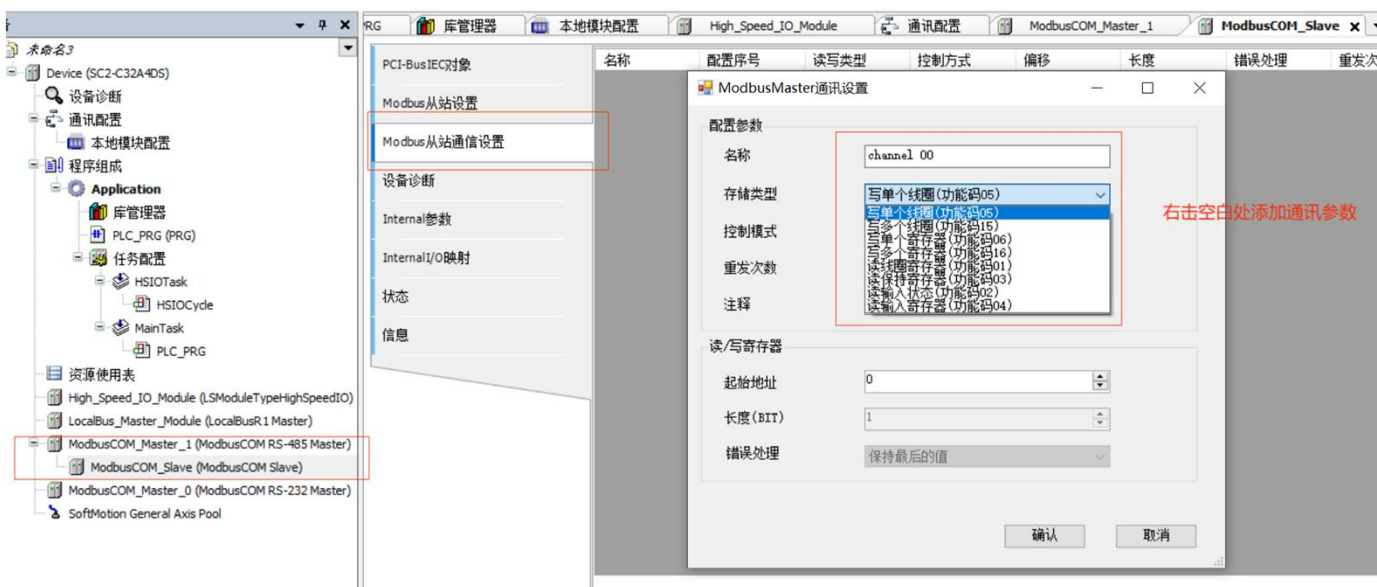 PRG
库管理器
本地模块配置
High_Speed_IO_Module
通讯配置
ModbusCOM_Master_1
ModbusCOM_Slave
未命名3
Device (SC2-C32A4DS)
设备诊断
通讯配置
本地模块配置
程序组成
Application
库管理器
PLC_PRG (PRG)
任务配置
HSIOTask
HSIOCycle
MainTask
PLC_PRG
资源使用表
High_Speed_IO_Module (LSModuleTypeHighSpeedIO)
LocalBus_Master_Module (LocalBusR1 Master)
ModbusCOM_Master_1 (ModbusCOM RS-485 Master)
ModbusCOM_Slave (ModbusCOM Slave)
ModbusCOM_Master_0 (ModbusCOM RS-232 Master)
SoftMotion General Axis Pool
PCI-BusIEC对象
Modbus从站设置
Modbus从站通信设置
设备诊断
Internal参数
InternalI/O映射
状态
信息
名称 配置序号 读写类型 控制方式 偏移 长度 错误处理 重发次
ModbusMaster通讯设置
配置参数
名称 channel 00
存储类型 写单个线圈(功能码05)
写单个线圈(功能码05)
写多个线圈(功能码15)
写单个寄存器(功能码06)
写多个寄存器(功能码16)
读线圈寄存器(功能码01)
读保持寄存器(功能码03)
读输入状态(功能码02)
读输入寄存器(功能码04)
控制模式
重发次数
注释
右击空白处添加通讯参数
读/写寄存器
起始地址 0
长度(BIT) 1
错误处理 保持最后的值
确认 取消